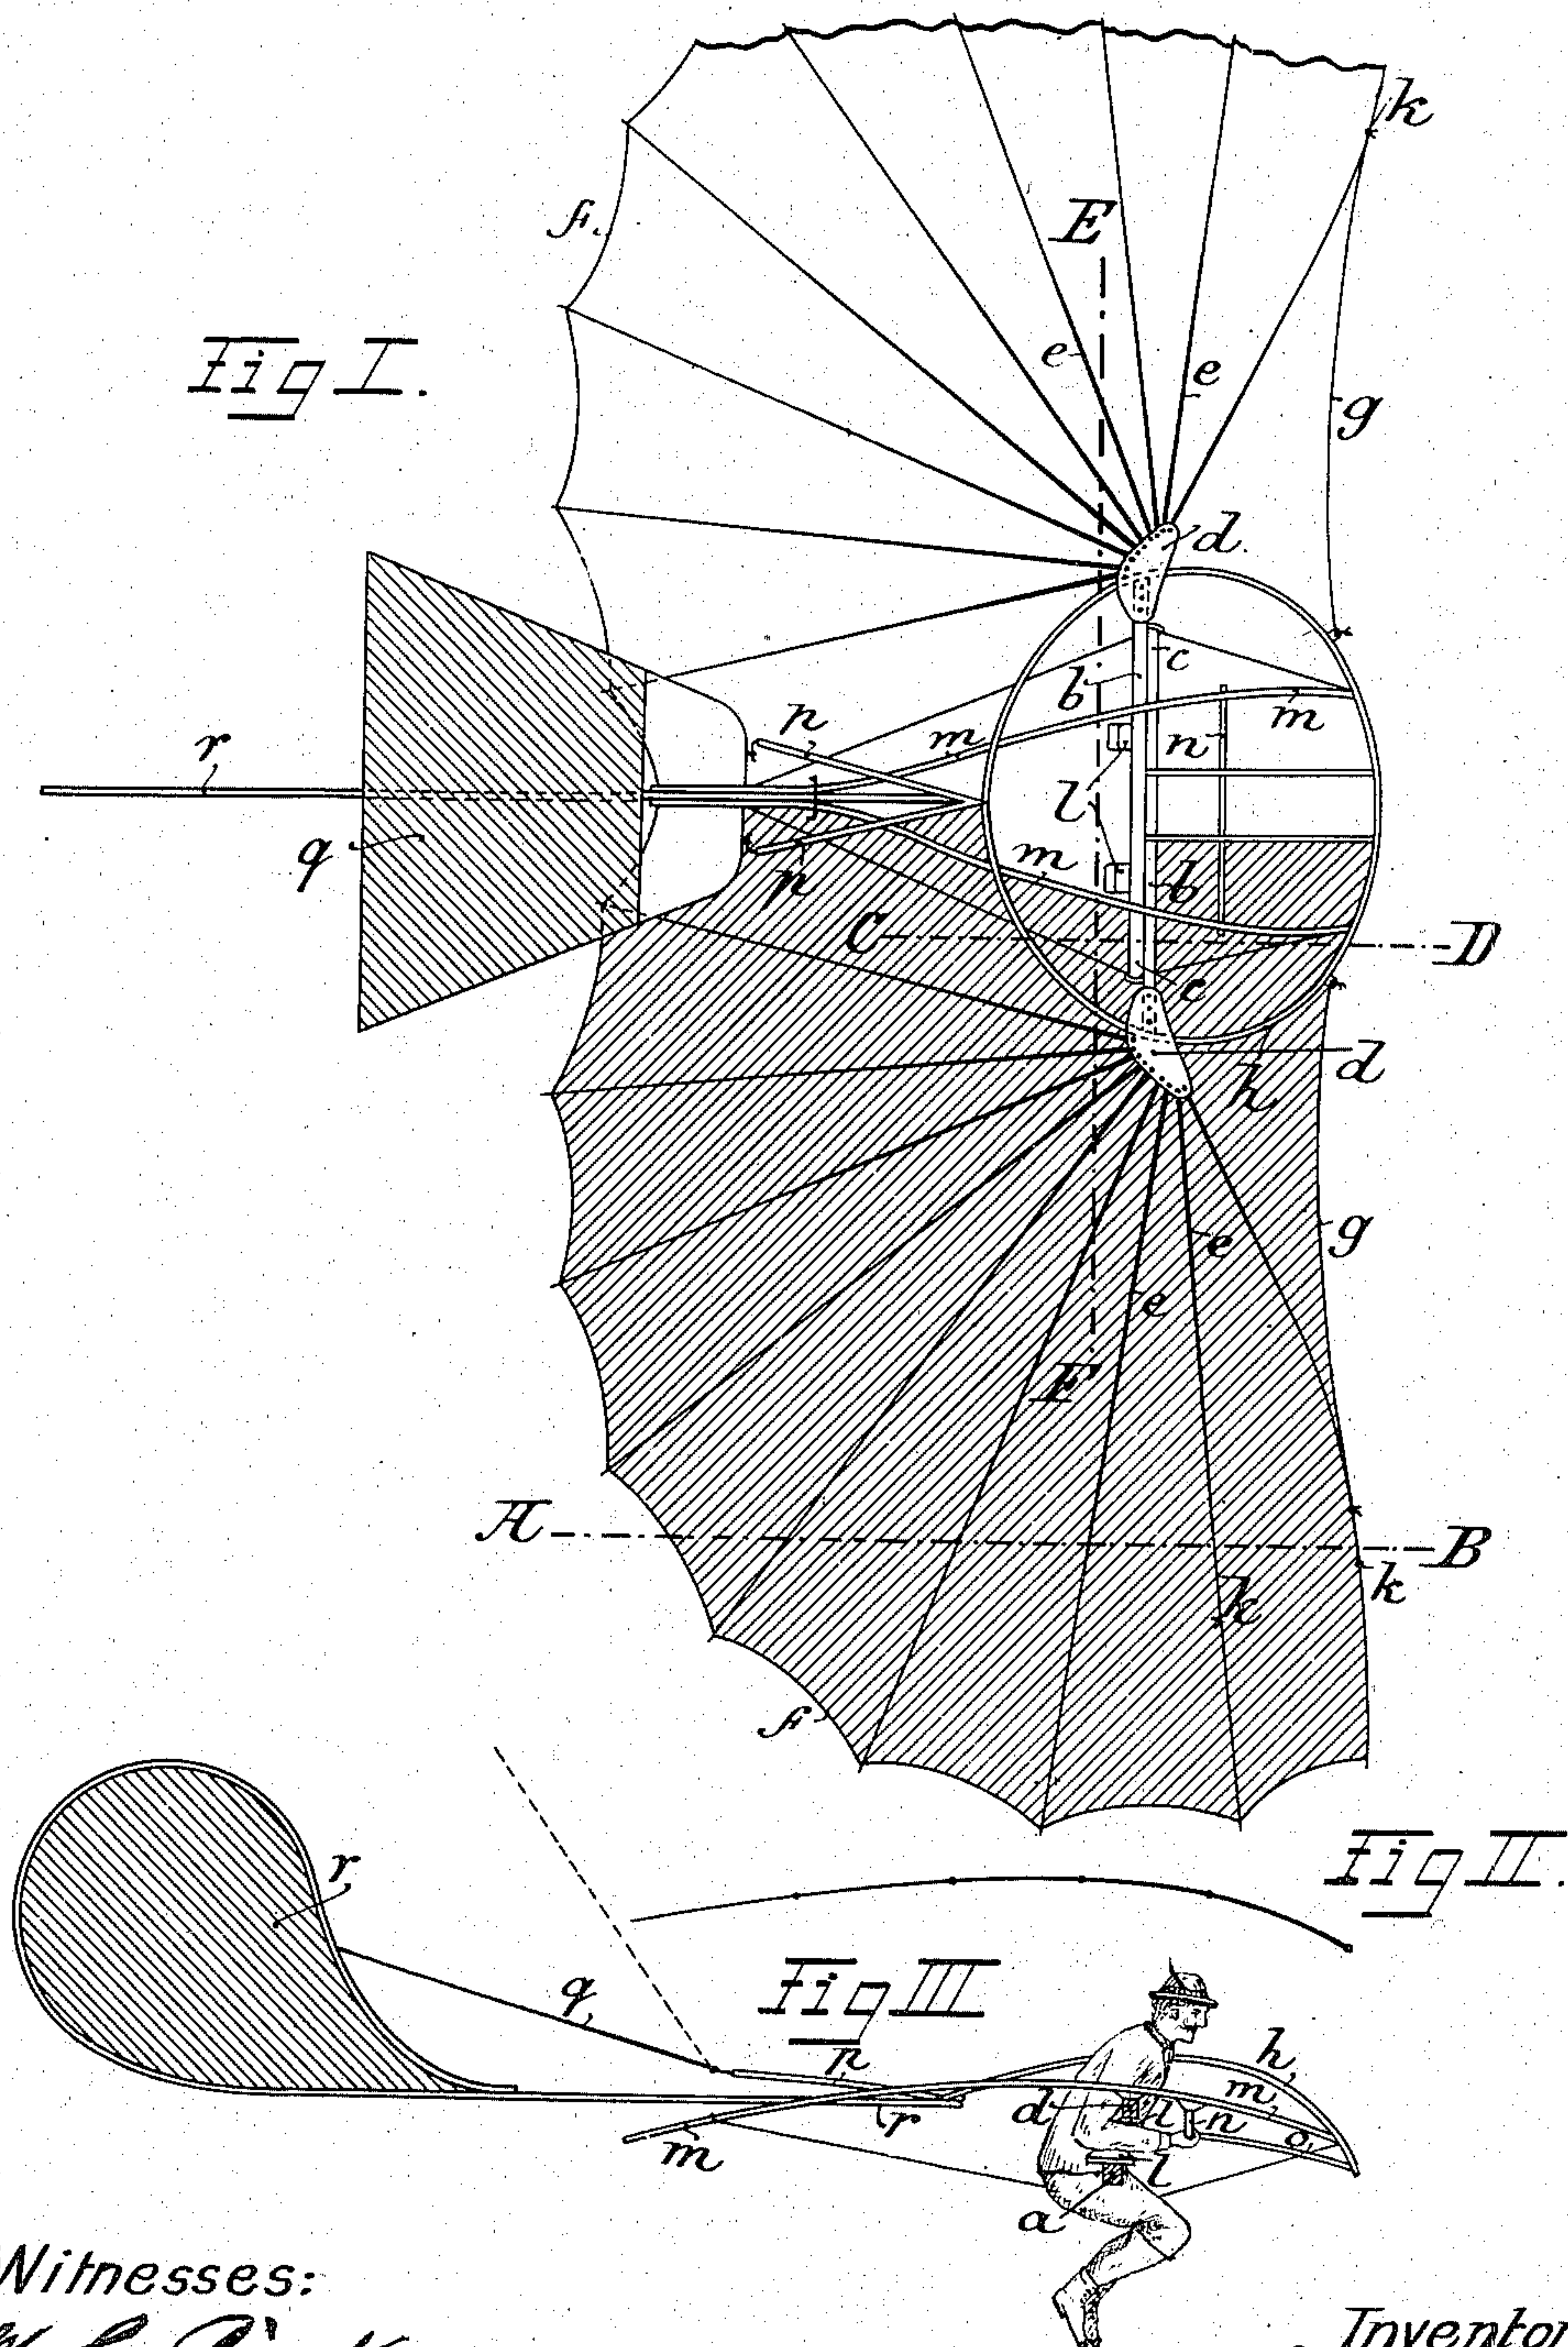 k
f
E
Fig I.
e
e
g
d
c
b
p
m
m
n
r
l
q
m
b
p
C
D
c
d
h
g
e
e
F
A
B
k
k
f
Fig II.
r
Fig III
q
h
p
m
d
n
r
o
m
l
a
Witnesses:
Inventor